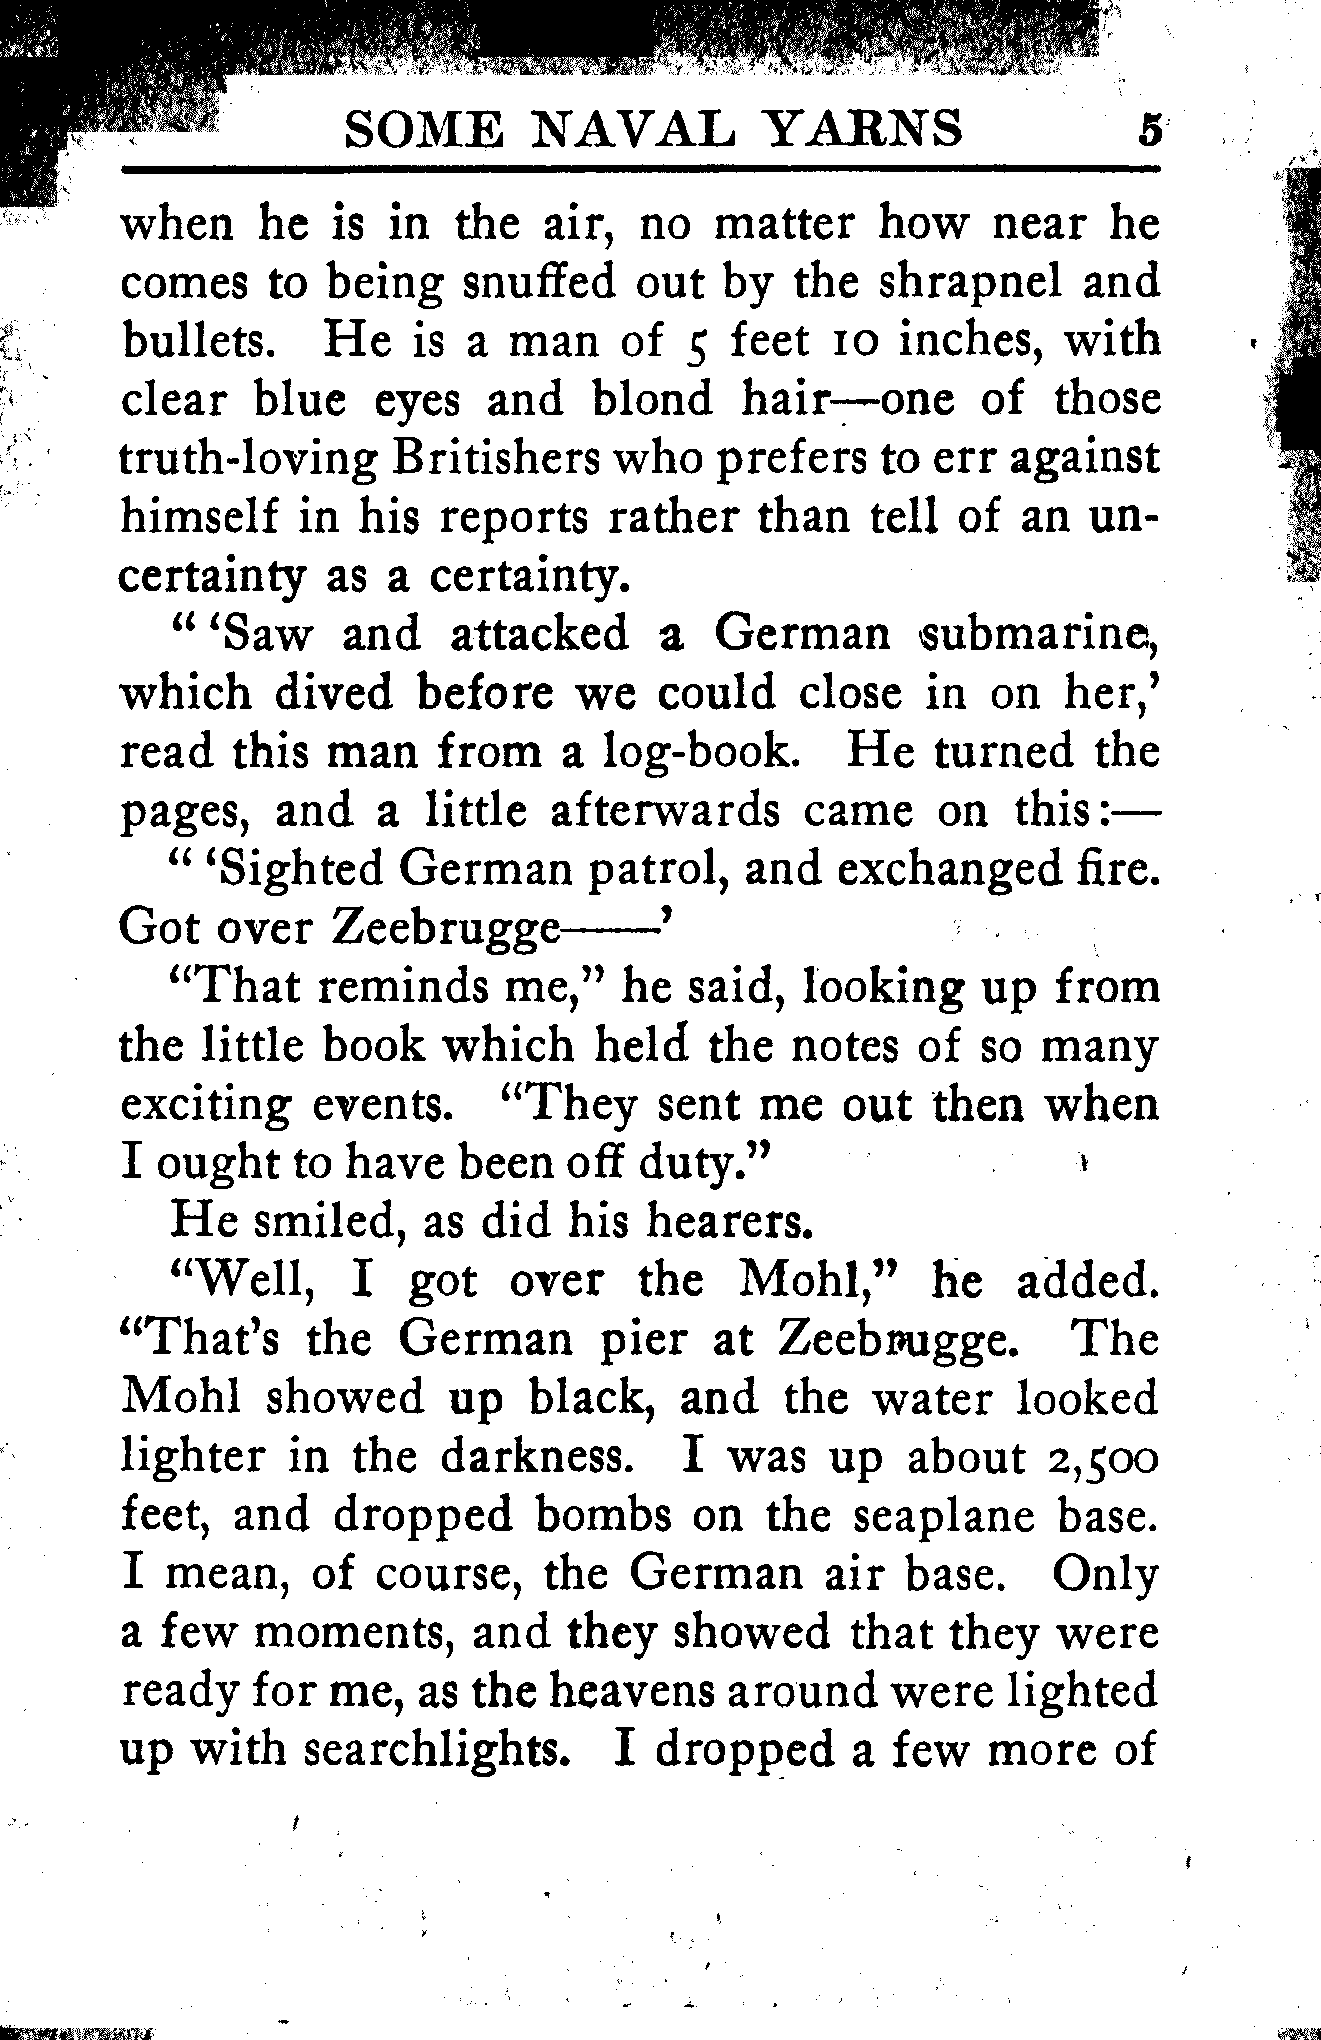 SOME NAVAL YARNS 5
when he is in the air, no matter how near he
comes to being snuffed out by the shrapnel and
bullets. He is a man of 5 feet 10 inches, with
clear blue eyes and blond hair—one of those
truth-loving Britishers who prefers to err against
himself in his reports rather than tell of an un-
certainty as a certainty.
" 'Saw and attacked a German submarine,
which dived before we could close in on her,'
read this man from a log-book. He turned the
pages, and a little afterwards came on this:—
" 'Sighted German patrol, and exchanged fire.
Got over Zeebrugge——'
"That reminds me," he said, looking up from
the little book which held the notes of so many
exciting events. "They sent me out then when
I ought to have been off duty."
He smiled, as did his hearers.
"Well, I got over the Mohl," he added.
"That's the German pier at Zeebrugge. The
Mohl showed up black, and the water looked
lighter in the darkness. I was up about 2,500
feet, and dropped bombs on the seaplane base.
I mean, of course, the German air base. Only
a few moments, and they showed that they were
ready for me, as the heavens around were lighted
up with searchlights. I dropped a few more of